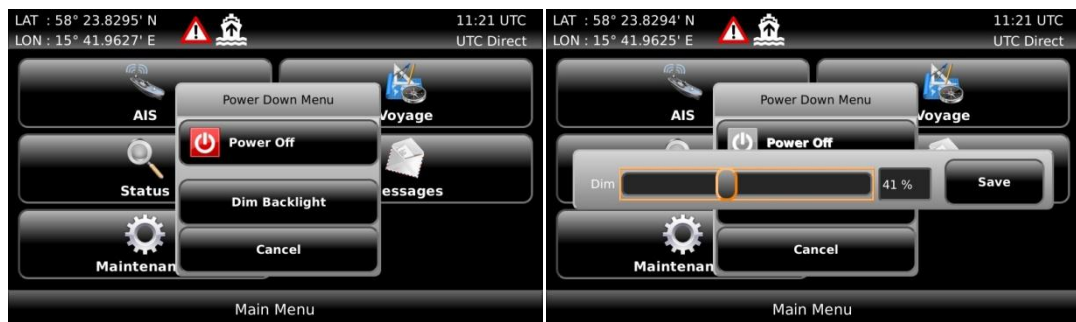 LAT : 58° 23.8295' N
LON : 15° 41.9627' E
11:21 UTC
UTC Direct
Power Down Menu
AIS
Voyage
Power Off
Status
essages
Dim Backlight
Cancel
Maintenan
Main Menu
LAT : 58° 23.8294' N
LON : 15° 41.9625' E
11:21 UTC
UTC Direct
Power Down Menu
AIS
Voyage
Power Off
Dim
41 %
Save
Cancel
Maintenan
Main Menu